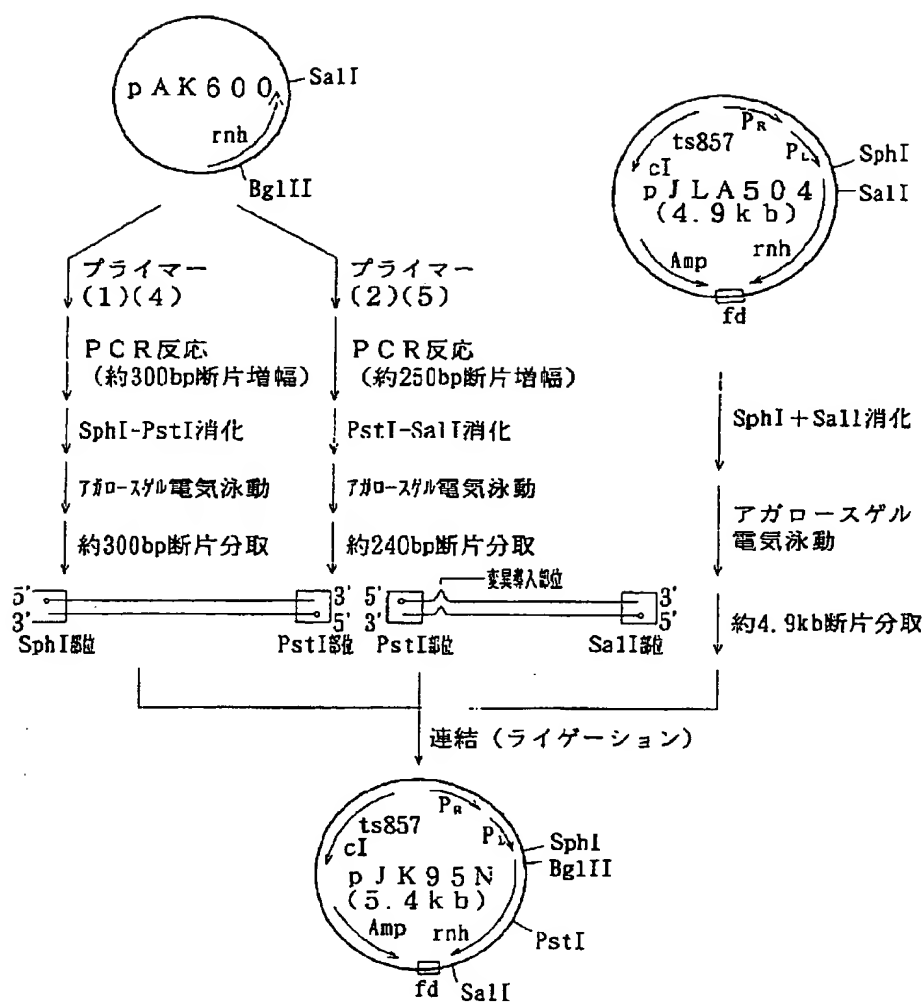 pAK600
SalI
rnh
BglII
プライマー
(1)(4)
プライマー
(2)(5)
PCR反応
(約300bp断片増幅)
PCR反応
(約250bp断片増幅)
SphI-PstI消化
PstI-SalI消化
アガロースゲル電気泳動
アガロースゲル電気泳動
約300bp断片分取
約240bp断片分取
PR
PL
ts857
cI
pJLA504
(4.9kb)
SphI
SalI
Amp
rnh
fd
SphI+SalI消化
アガロースゲル
電気泳動
約4.9kb断片分取
5' 3'
3' 5'
SphI部位 PstI部位
変異導入部位
5' 3'
3' 5'
PstI部位 SalI部位
連結(ライゲーション)
PR
PL
ts857
cI
pJK95N
(5.4kb)
SphI
BglII
Amp
rnh
PstI
fd
SalI